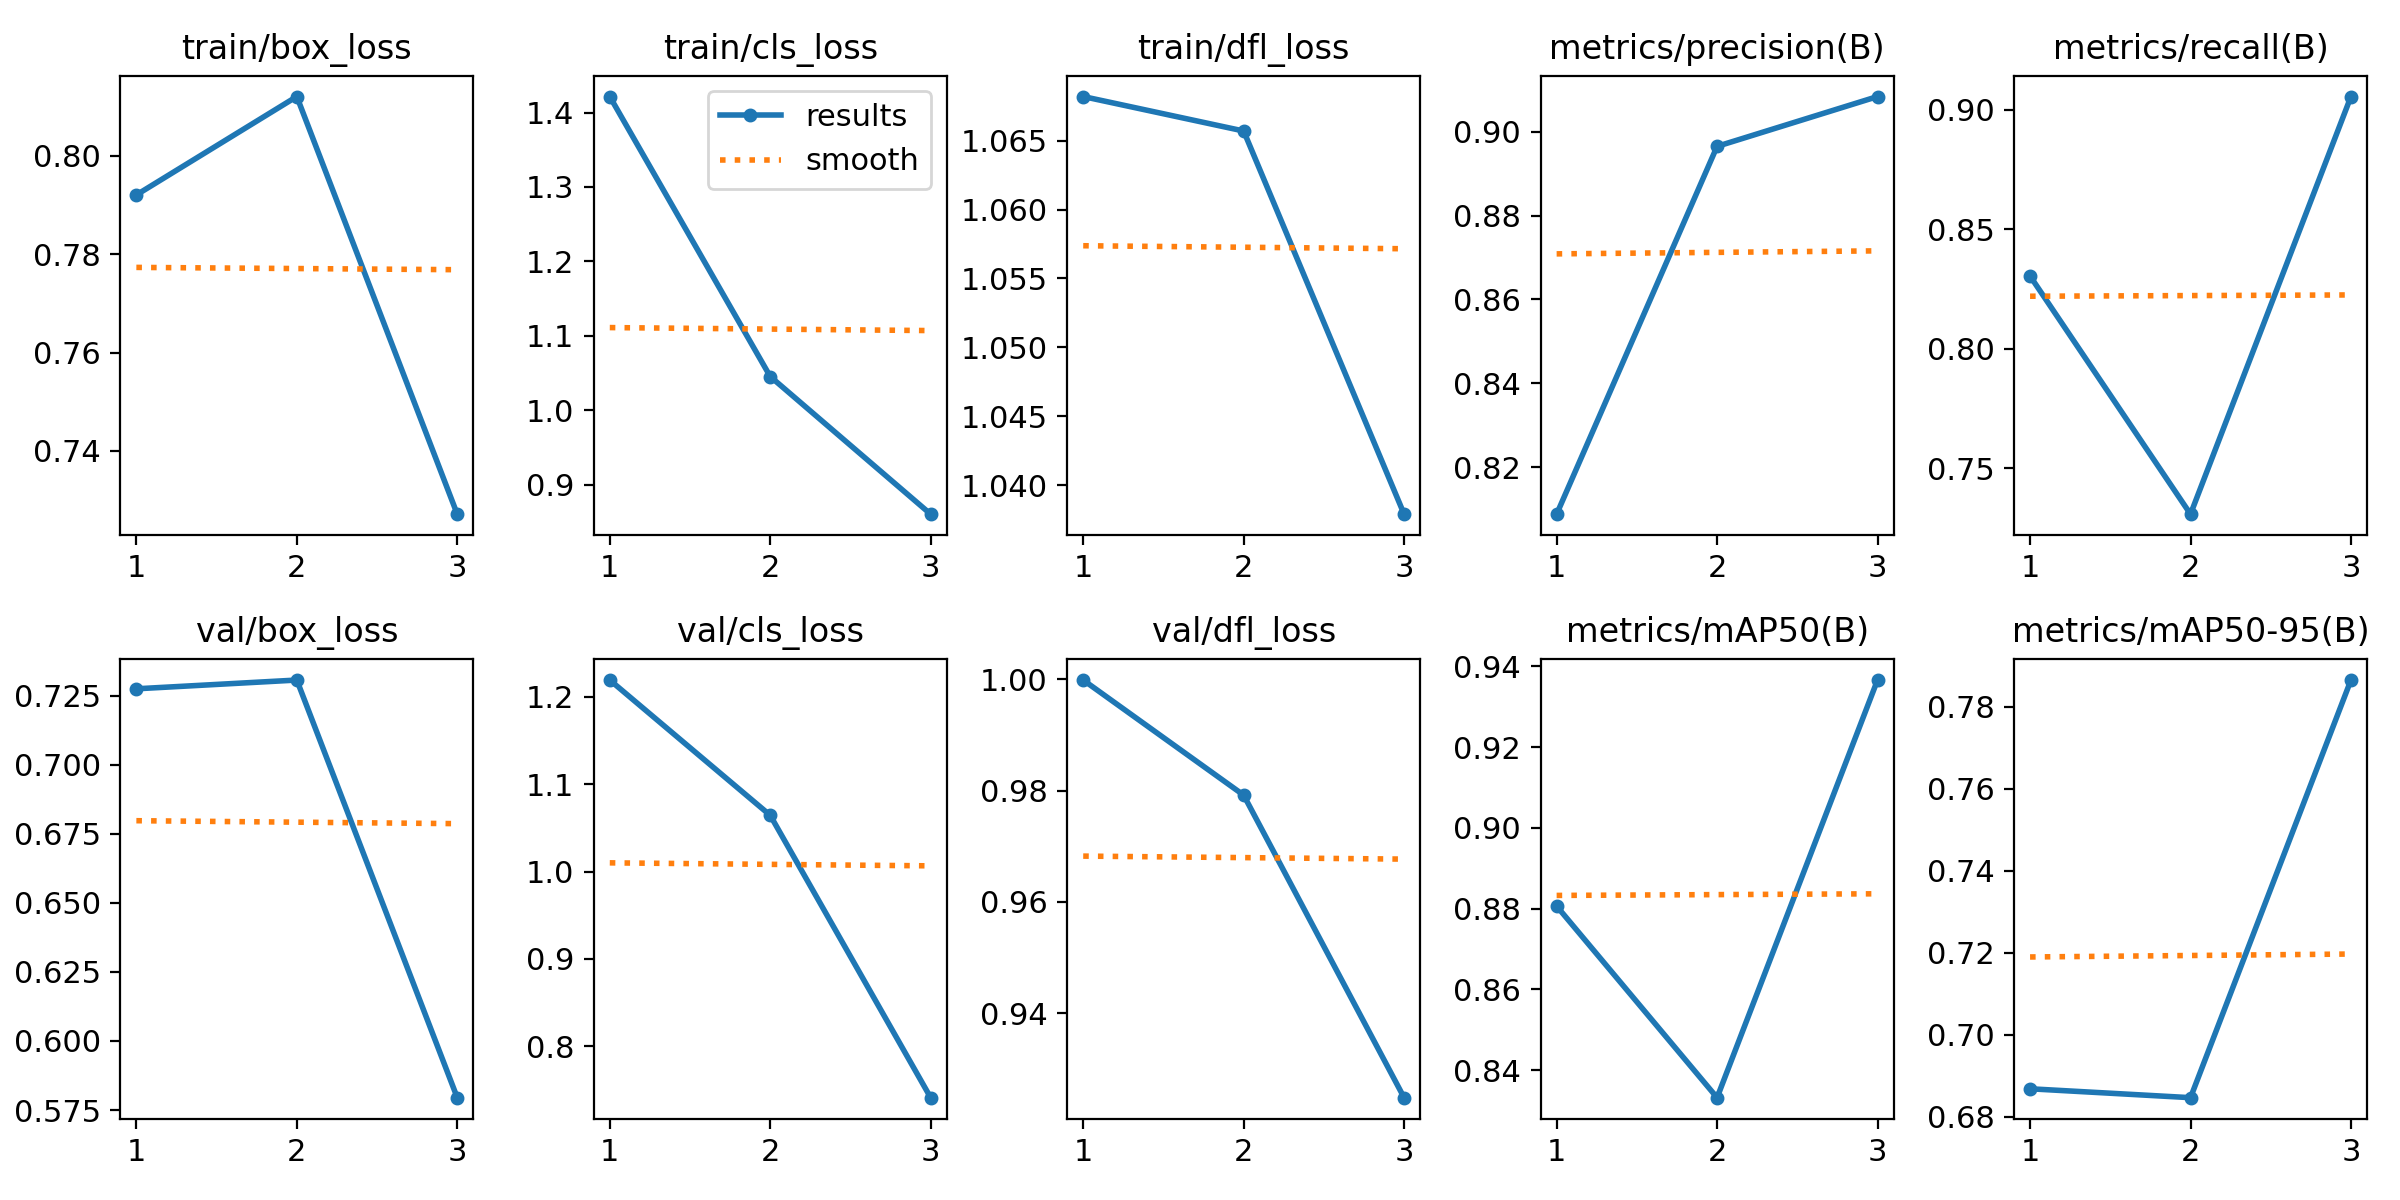 train/box_loss
0.80
0.78
0.76
0.74
1 2 3
train/cls_loss
results
smooth
1.4
1.3
1.2
1.1
1.0
0.9
1 2 3
train/dfl_loss
1.065
1.060
1.055
1.050
1.045
1.040
1 2 3
metrics/precision(B)
0.90
0.88
0.86
0.84
0.82
1 2 3
metrics/recall(B)
0.90
0.85
0.80
0.75
1 2 3
val/box_loss
0.725
0.700
0.675
0.650
0.625
0.600
0.575
1 2 3
val/cls_loss
1.2
1.1
1.0
0.9
0.8
1 2 3
val/dfl_loss
1.00
0.98
0.96
0.94
1 2 3
metrics/mAP50(B)
0.94
0.92
0.90
0.88
0.86
0.84
1 2 3
metrics/mAP50-95(B)
0.78
0.76
0.74
0.72
0.70
0.68
1 2 3